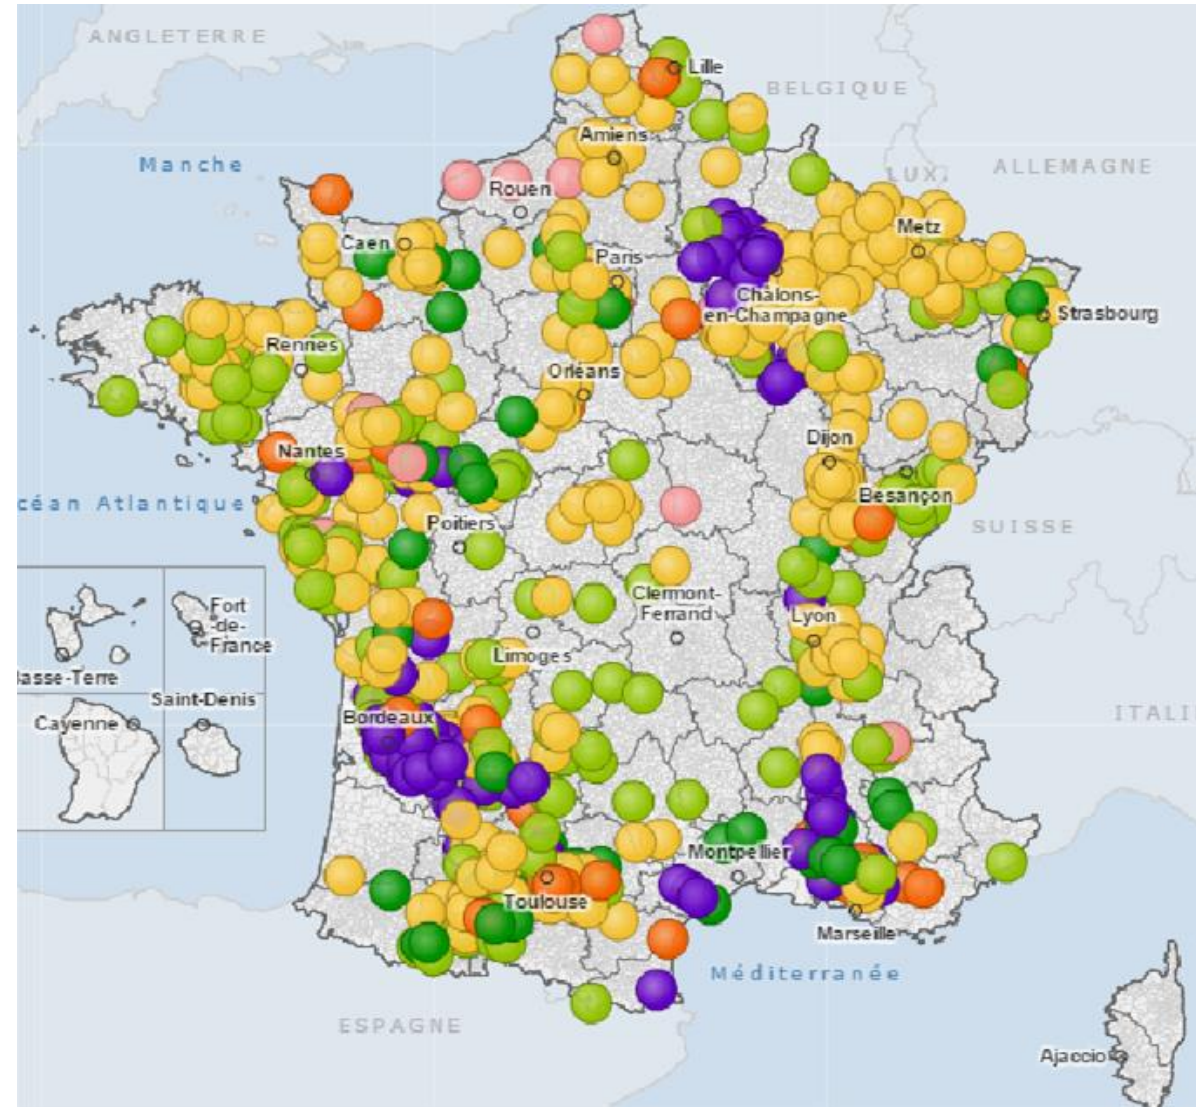 ANGLETERRE
Lille
BELGIQUE
Amiens
Manche
ALLEMAGNE
LUX.
Rouen
Metz
Caen
Paris
Châlons-
en-Champagne
Strasbourg
Rennes
Orléans
Dijon
Nantes
Besançon
céan Atlantique
Poitiers
SUISSE
Clermont-
Ferrand
Fort
-de-
France
Lyon
Limoges
Basse-Terre
Saint-Denis
Cayenne
Bordeaux
ITALI
Montpellier
Toulouse
Marseille
Méditerranée
ESPAGNE
Ajaccio